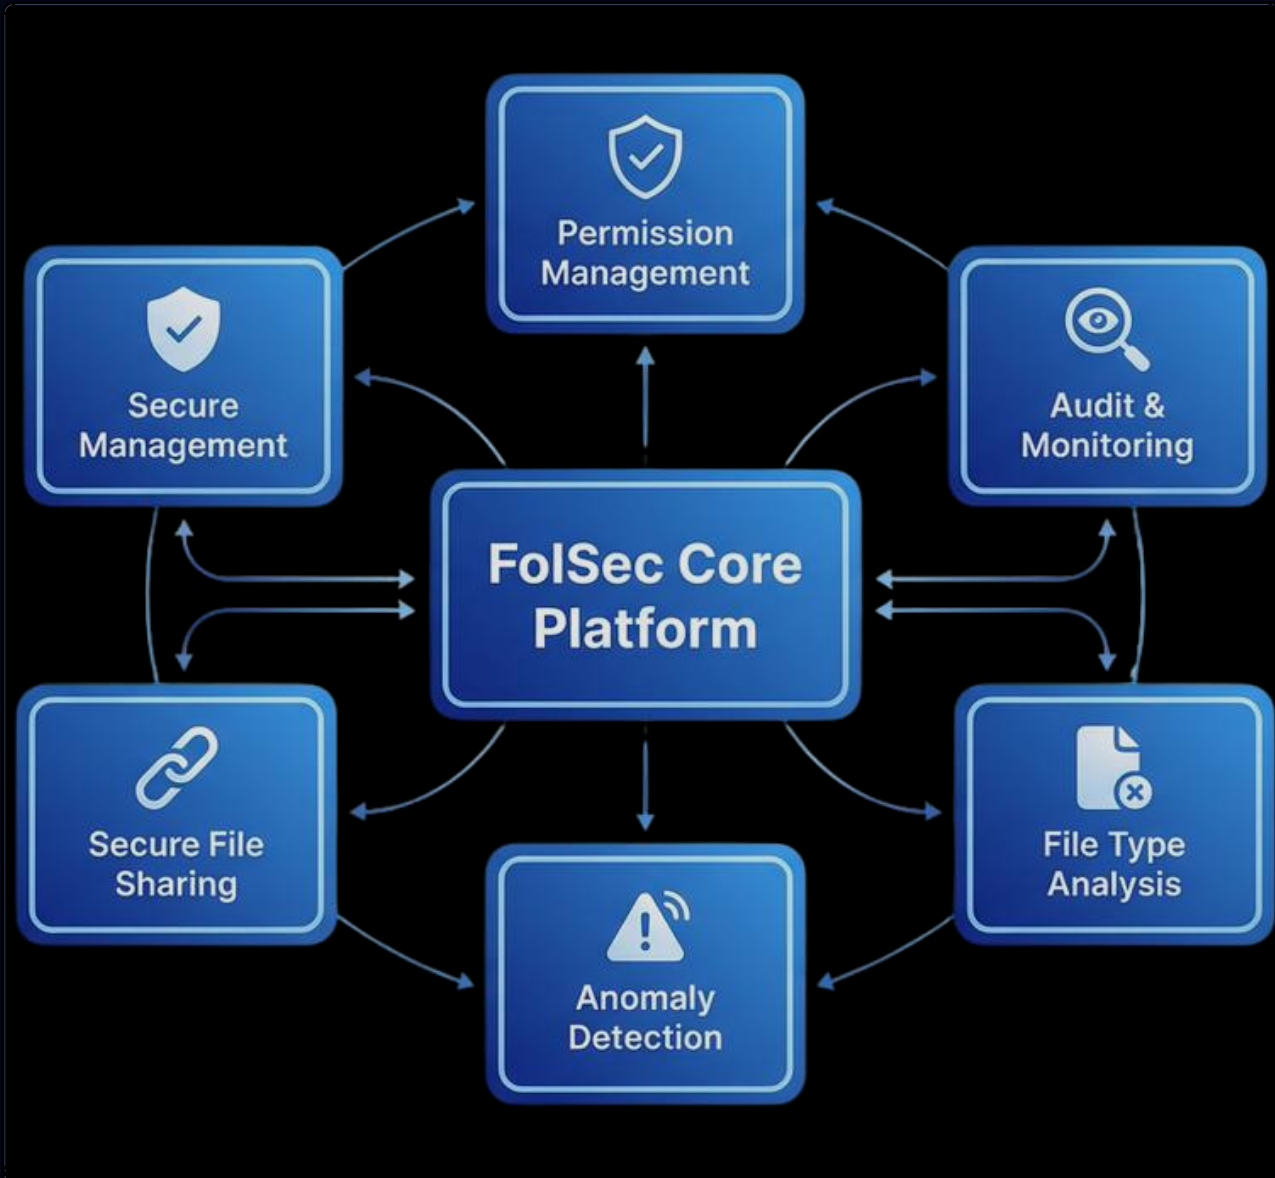 Permission
Management
Secure
Management
Audit &
Monitoring
FolSec Core
Platform
Secure File
Sharing
File Type
Analysis
Anomaly
Detection